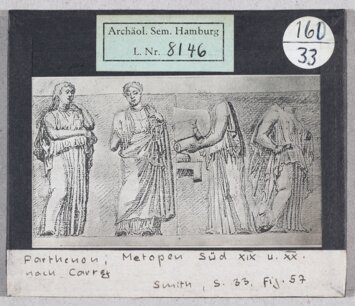 Archäol. Sem. Hamburg
L. Nr. 8146
160
33
Parthenon; Metopen Süd XIX u. XX.
nach Carrey
Smith, S. 33, Fig. 57